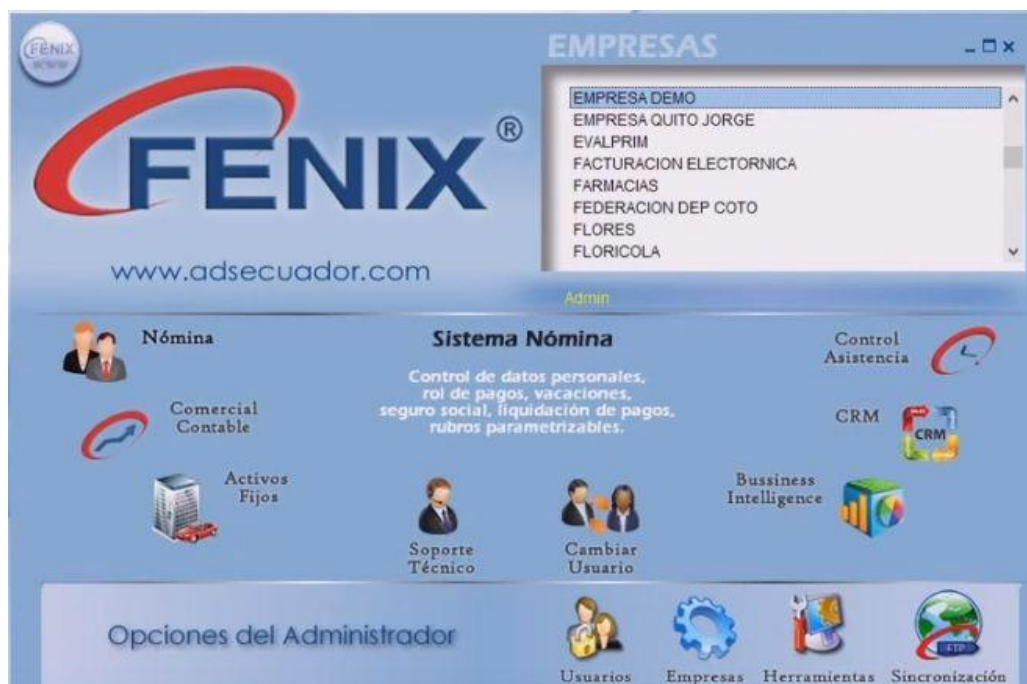 FENIX
EMPRESAS
EMPRESA DEMO
EMPRESA QUITO JORGE
EVALPRIM
FACTURACION ELECTORNICA
FARMACIAS
FEDERACION DEP COTO
FLORES
FLORICOLA
FENIX®
www.adsecuador.com
Admin
Nómina
Comercial
Contable
Activos
Fijos
Sistema Nómina
Control de datos personales,
rol de pagos, vacaciones,
seguro social, liquidación de pagos,
rubros parametrizables.
Soporte
Técnico
Cambiar
Usuario
Control
Asistencia
CRM
CRM
Bussiness
Intelligence
Opciones del Administrador
Usuarios
Empresas
Herramientas
FTP
Sincronización